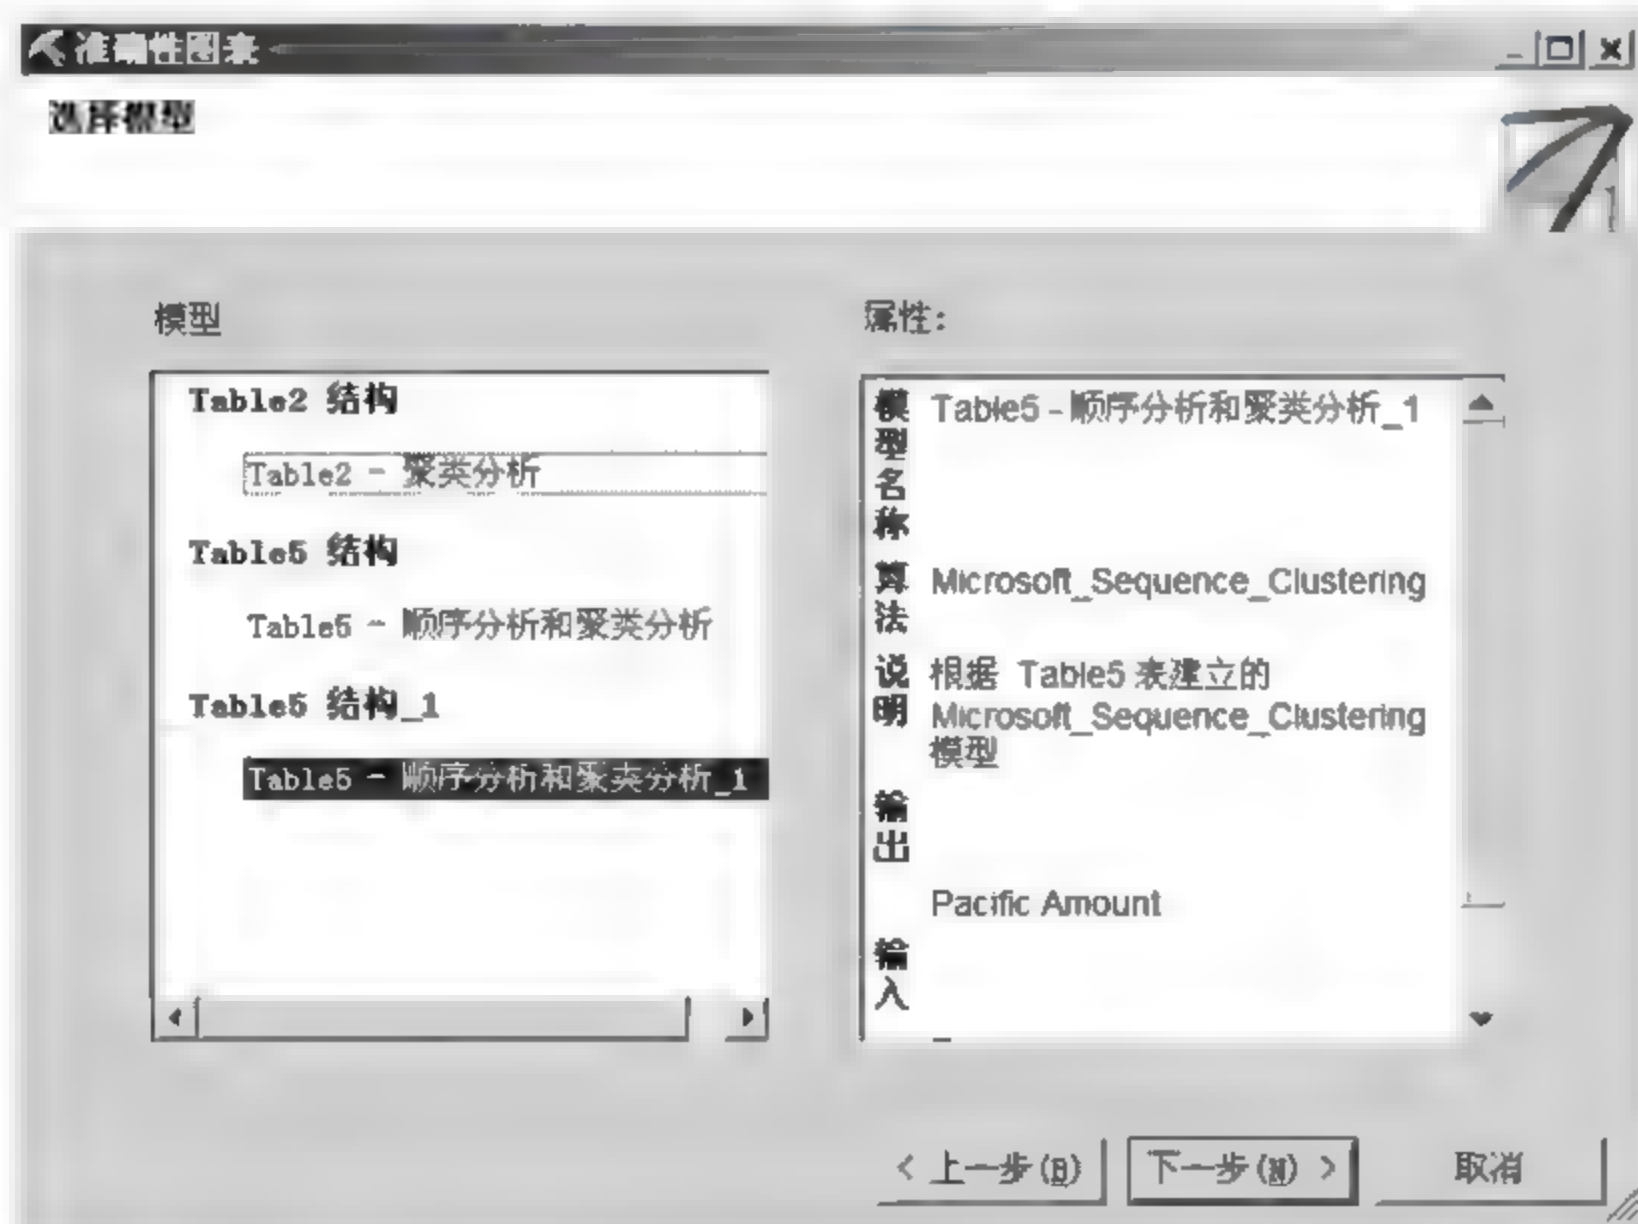 准确性图表
选择模型
模型
Table2 结构
Table2 - 聚类分析
Table5 结构
Table5 - 顺序分析和聚类分析
Table5 结构_1
Table5 - 顺序分析和聚类分析_1
属性:
模型名称 Table5 - 顺序分析和聚类分析_1
算法 Microsoft_Sequence_Clustering
说明 根据 Table5 表建立的
Microsoft_Sequence_Clustering
模型
输出
Pacific Amount
输入
< 上一步(B)
下一步(N) >
取消